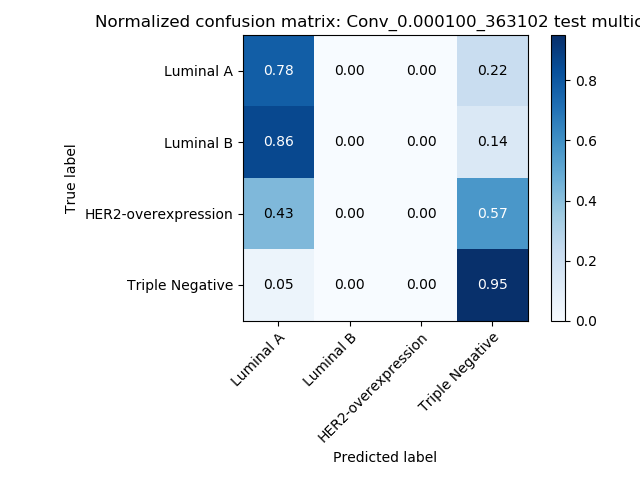 Normalized confusion matrix: Conv_0.000100_363102 test multic
True label
Luminal A 0.78 0.00 0.00 0.22
Luminal B 0.86 0.00 0.00 0.14
HER2-overexpression 0.43 0.00 0.00 0.57
Triple Negative 0.05 0.00 0.00 0.95
Luminal A
Luminal B
HER2-overexpression
Triple Negative
Predicted label
0.8
0.6
0.4
0.2
0.0